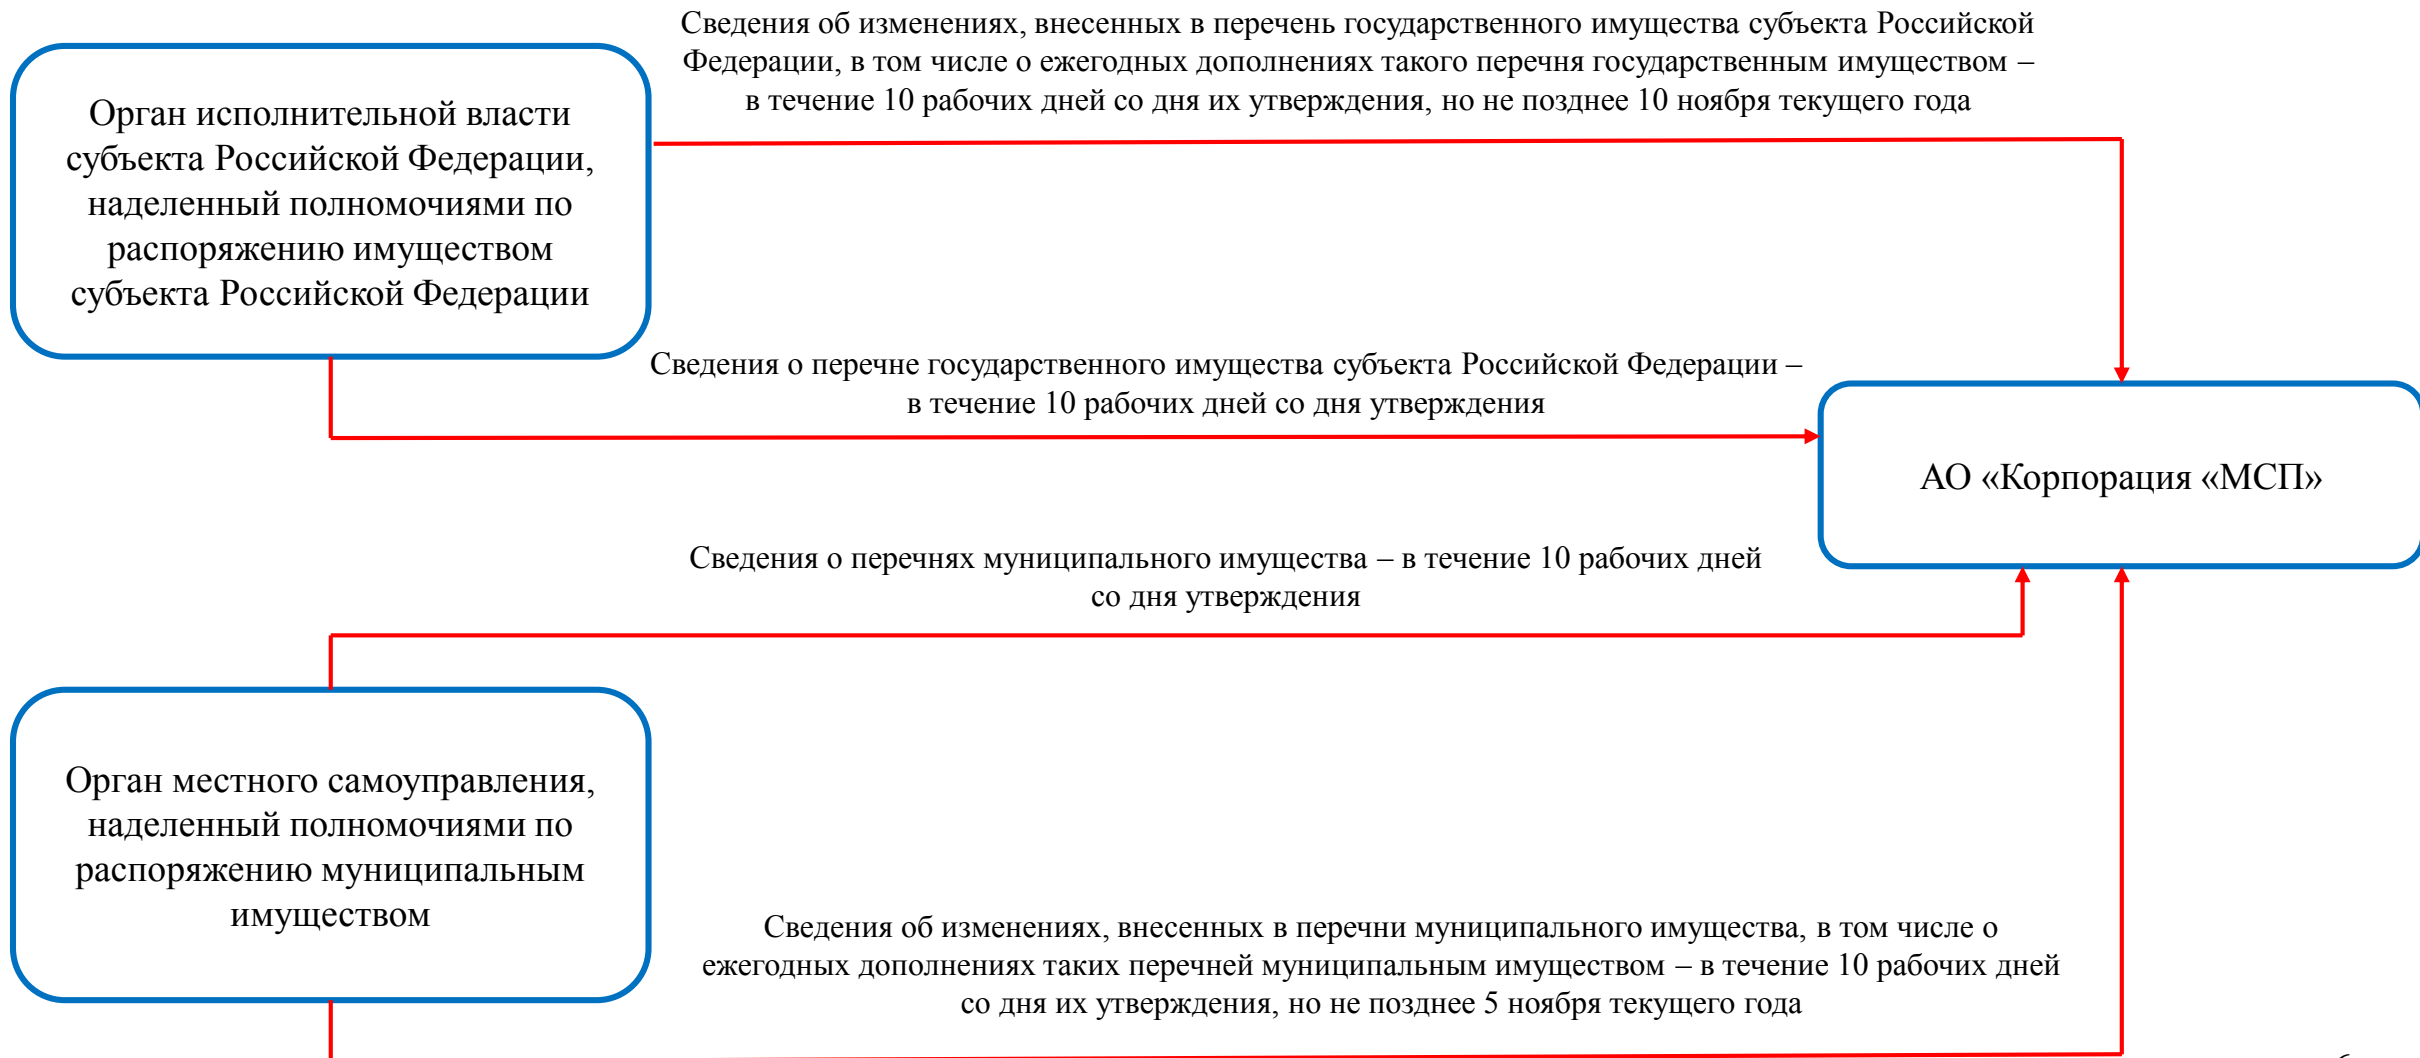 Сведения об изменениях, внесенных в перечень государственного имущества субъекта Российской
Федерации, в том числе о ежегодных дополнениях такого перечня государственным имуществом –
в течение 10 рабочих дней со дня их утверждения, но не позднее 10 ноября текущего года
Орган исполнительной власти
субъекта Российской Федерации,
наделенный полномочиями по
распоряжению имуществом
субъекта Российской Федерации
Сведения о перечне государственного имущества субъекта Российской Федерации –
в течение 10 рабочих дней со дня утверждения
АО «Корпорация «МСП»
Сведения о перечнях муниципального имущества – в течение 10 рабочих дней
со дня утверждения
Орган местного самоуправления,
наделенный полномочиями по
распоряжению муниципальным
имуществом
Сведения об изменениях, внесенных в перечни муниципального имущества, в том числе о
ежегодных дополнениях таких перечней муниципальным имуществом – в течение 10 рабочих дней
со дня их утверждения, но не позднее 5 ноября текущего года